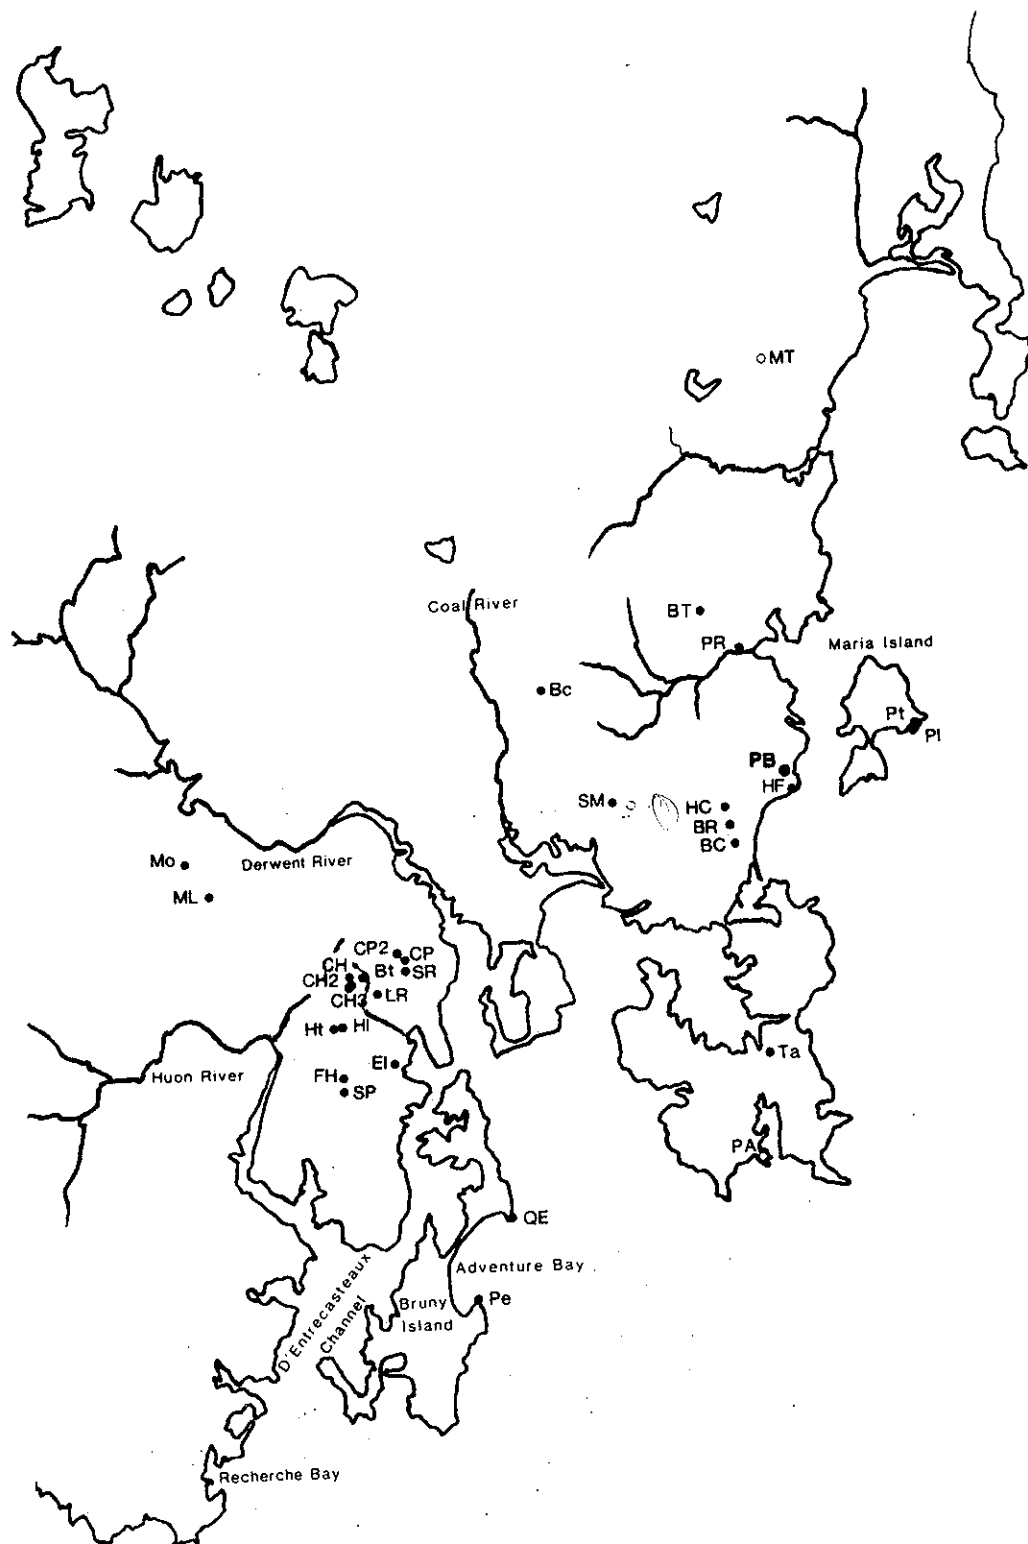 MT
Coal River
BT
PR
Maria Island
Bc
Pt
Pl
PB
HF
SM
HC
BR
BC
Mo
Derwent River
ML
CP2
CP
CH
Bt
SR
CH2
LR
CH3
Ht
Hl
El
Ta
Huon River
FH
SP
PA
QE
Adventure Bay
Pe
Bruny
Island
D'Entrecasteaux
Channel
Recherche Bay